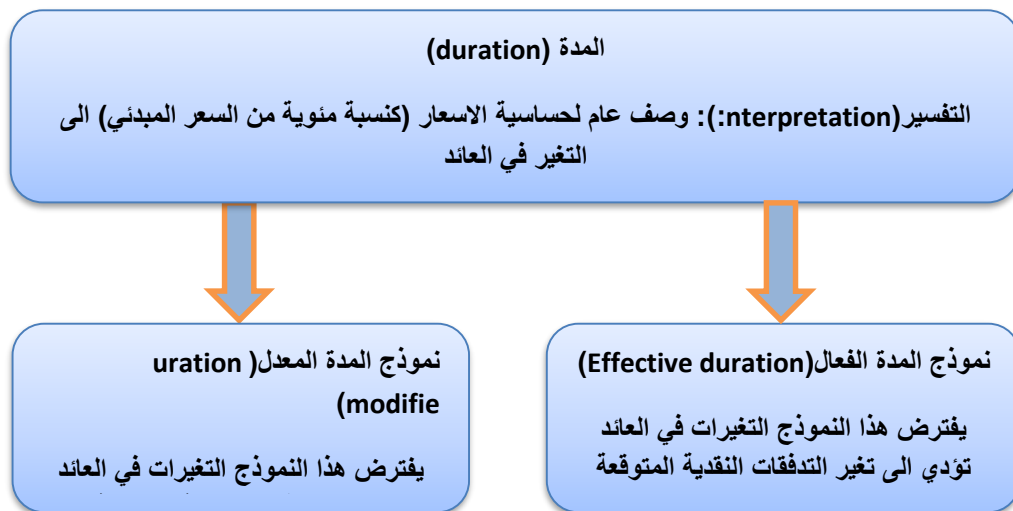 المدة (duration)
التفسير(nterpretation:): وصف عام لحساسية الاسعار (كنسبة مئوية من السعر المبدئي) الى
التغير في العائد
نموذج المدة الفعال(Effective duration)
يفترض هذا النموذج التغيرات في العائد
تؤدي الى تغير التدفقات النقدية المتوقعة
نموذج المدة المعدل( uration
modifie)
يفترض هذا النموذج التغيرات في العائد